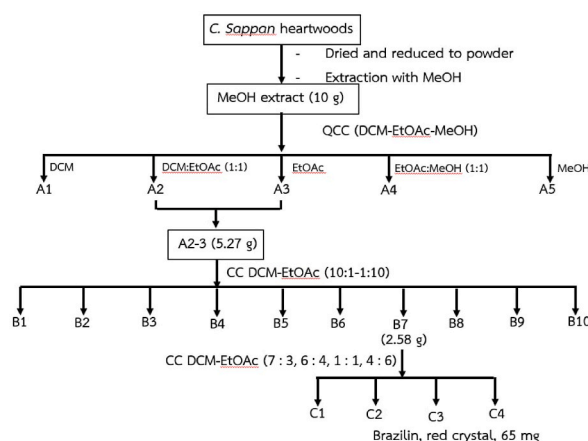 C. Sappan heartwoods
- Dried and reduced to powder
- Extraction with MeOH
MeOH extract (10 g)
QCC (DCM-EtOAc-MeOH)
DCM DCM:EtOAc (1:1) EtOAc EtOAc:MeOH (1:1) MeOH
A1 A2 A3 A4 A5
A2-3 (5.27 g)
CC DCM-EtOAc (10:1-1:10)
B1 B2 B3 B4 B5 B6 B7 B8 B9 B10
(2.58 g)
CC DCM-EtOAc (7 : 3, 6 : 4, 1 : 1, 4 : 6)
C1 C2 C3 C4
Brazilin, red crystal, 65 mg